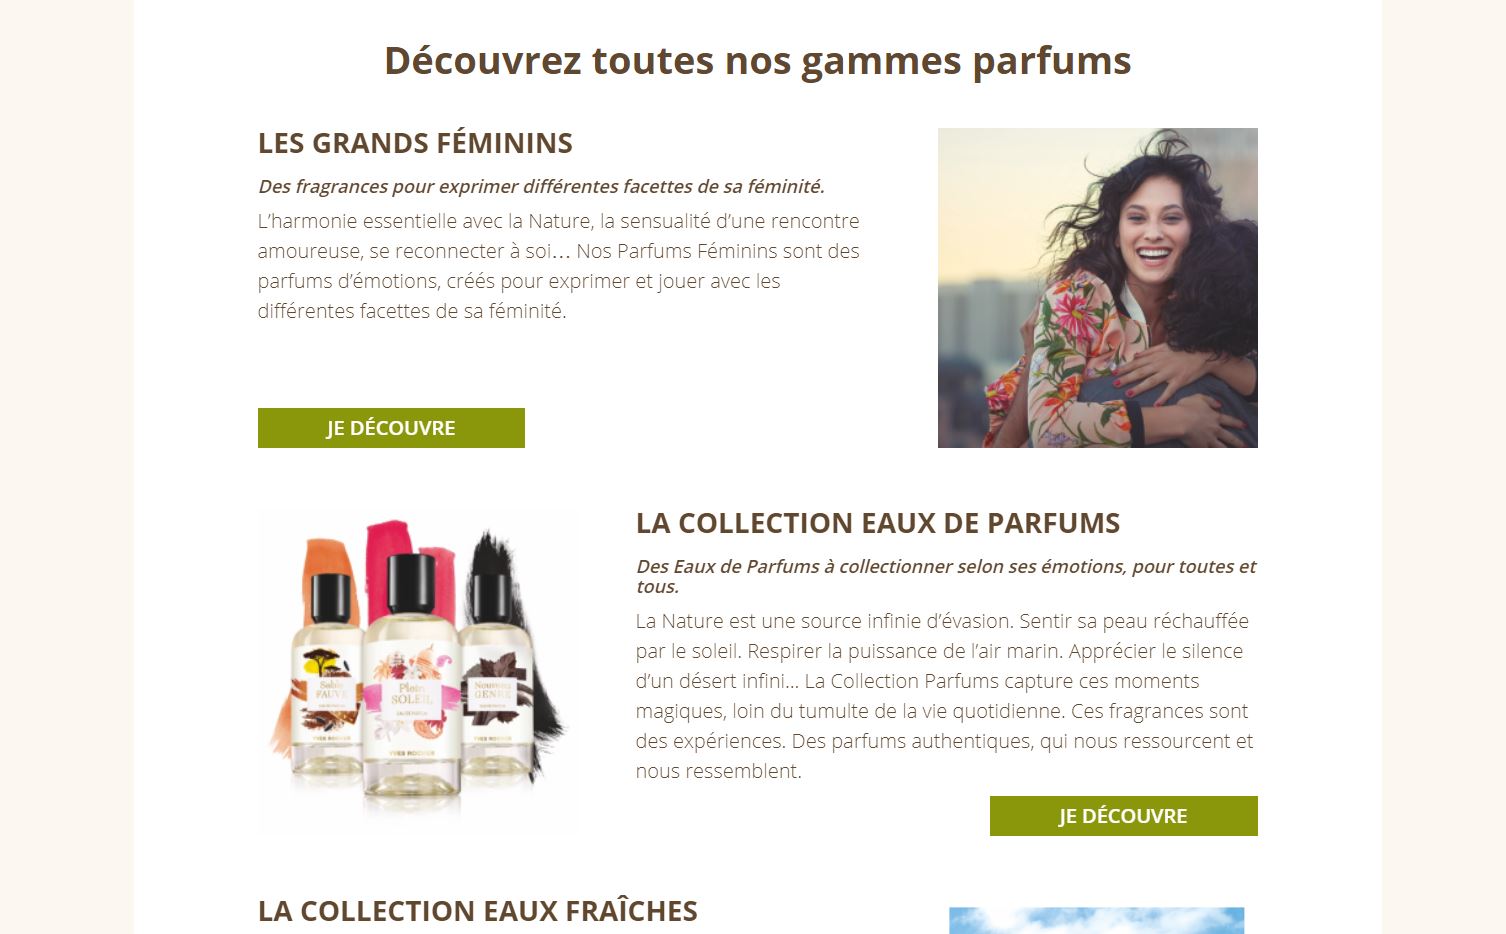 Découvrez toutes nos gammes parfums
LES GRANDS FÉMININS
Des fragrances pour exprimer différentes facettes de sa féminité.
L’harmonie essentielle avec la Nature, la sensualité d’une rencontre
amoureuse, se reconnecter à soi… Nos Parfums Féminins sont des
parfums d’émotions, créés pour exprimer et jouer avec les
différentes facettes de sa féminité.
JE DÉCOUVRE
LA COLLECTION EAUX DE PARFUMS
Des Eaux de Parfums à collectionner selon ses émotions, pour toutes et
tous.
La Nature est une source infinie d’évasion. Sentir sa peau réchauffée
par le soleil. Respirer la puissance de l’air marin. Apprécier le silence
d’un désert infini... La Collection Parfums capture ces moments
magiques, loin du tumulte de la vie quotidienne. Ces fragrances sont
des expériences. Des parfums authentiques, qui nous ressourcent et
nous ressemblent.
JE DÉCOUVRE
Sable
FAUVE
YVES ROCHER
Plein
SOLEIL
EAU DE PARFUM
YVES ROCHER
Nouveau
GENRE
YVES ROCHER
LA COLLECTION EAUX FRAÎCHES